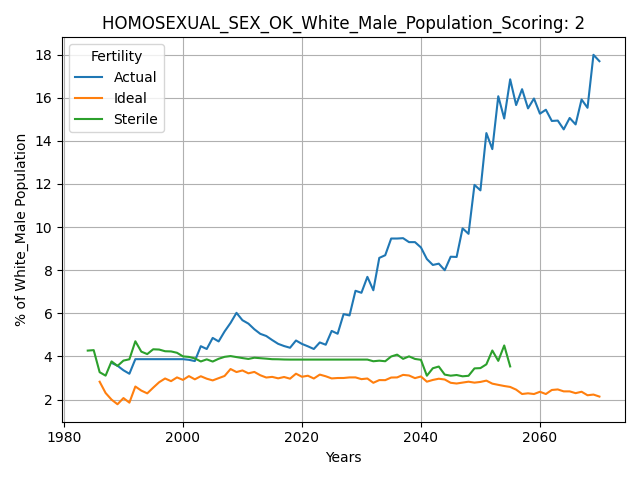 HOMOSEXUAL_SEX_OK_White_Male_Population_Scoring: 2
Fertility
Actual
Ideal
Sterile
% of White_Male Population
18
16
14
12
10
8
6
4
2
1980 2000 2020 2040 2060
Years